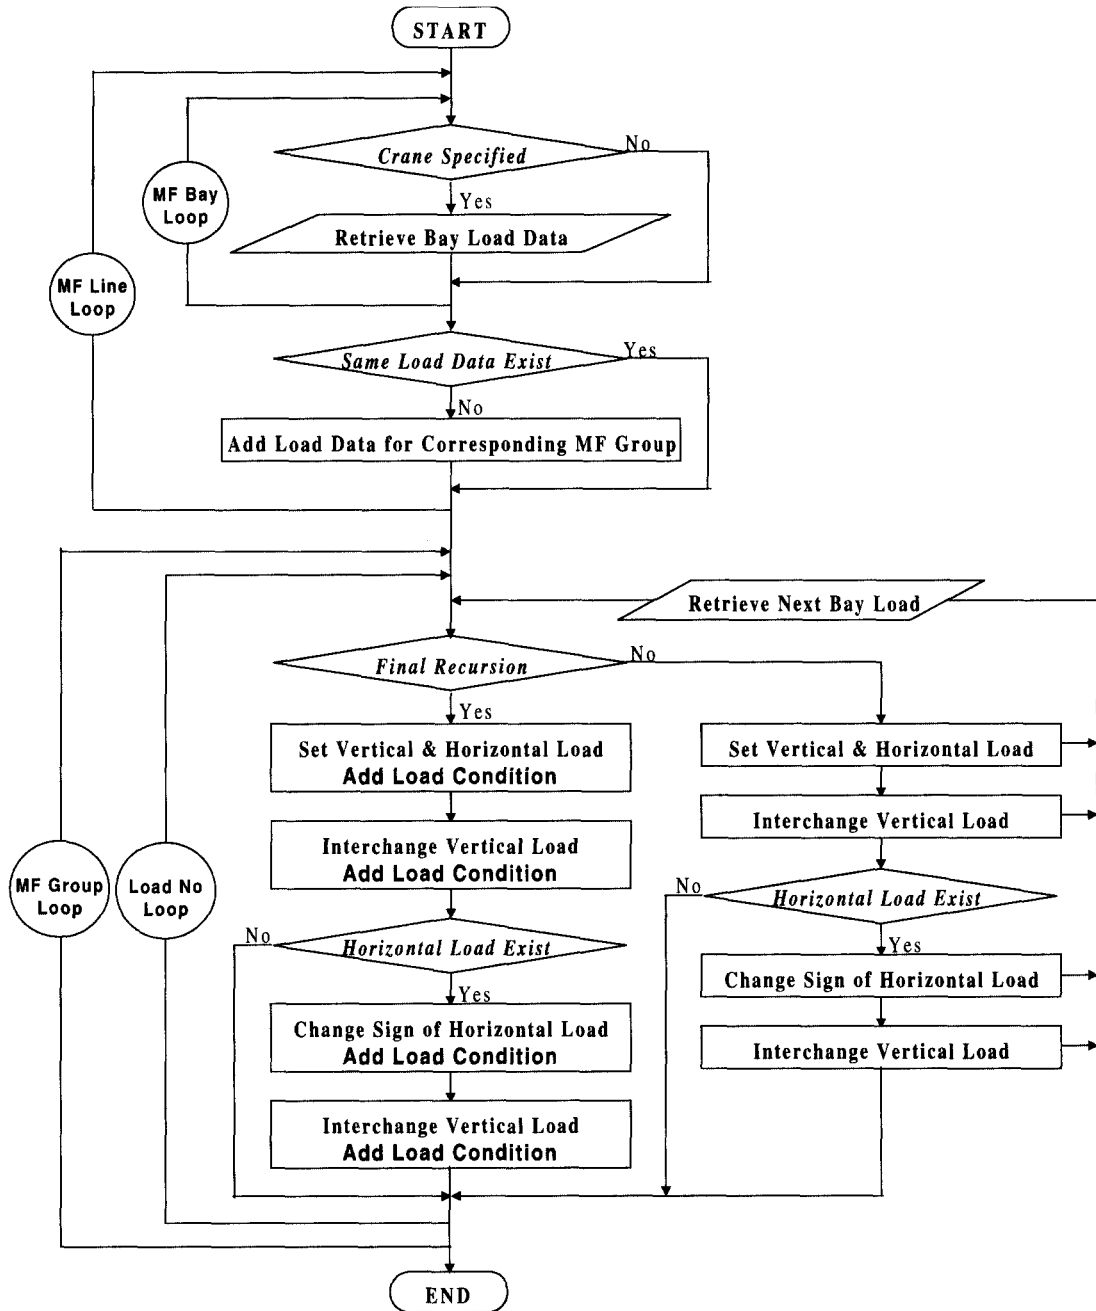 START
No
Crane Specified
Yes
MF Bay
Loop
Retrieve Bay Load Data
MF Line
Loop
Same Load Data Exist
Yes
No
Add Load Data for Corresponding MF Group
Retrieve Next Bay Load
Final Recursion
No
Yes
Set Vertical & Horizontal Load
Add Load Condition
Set Vertical & Horizontal Load
Interchange Vertical Load
Add Load Condition
Interchange Vertical Load
MF Group
Loop
Load No
Loop
No
Horizontal Load Exist
Yes
No
Horizontal Load Exist
Yes
Change Sign of Horizontal Load
Change Sign of Horizontal Load
Add Load Condition
Interchange Vertical Load
Interchange Vertical Load
Add Load Condition
END